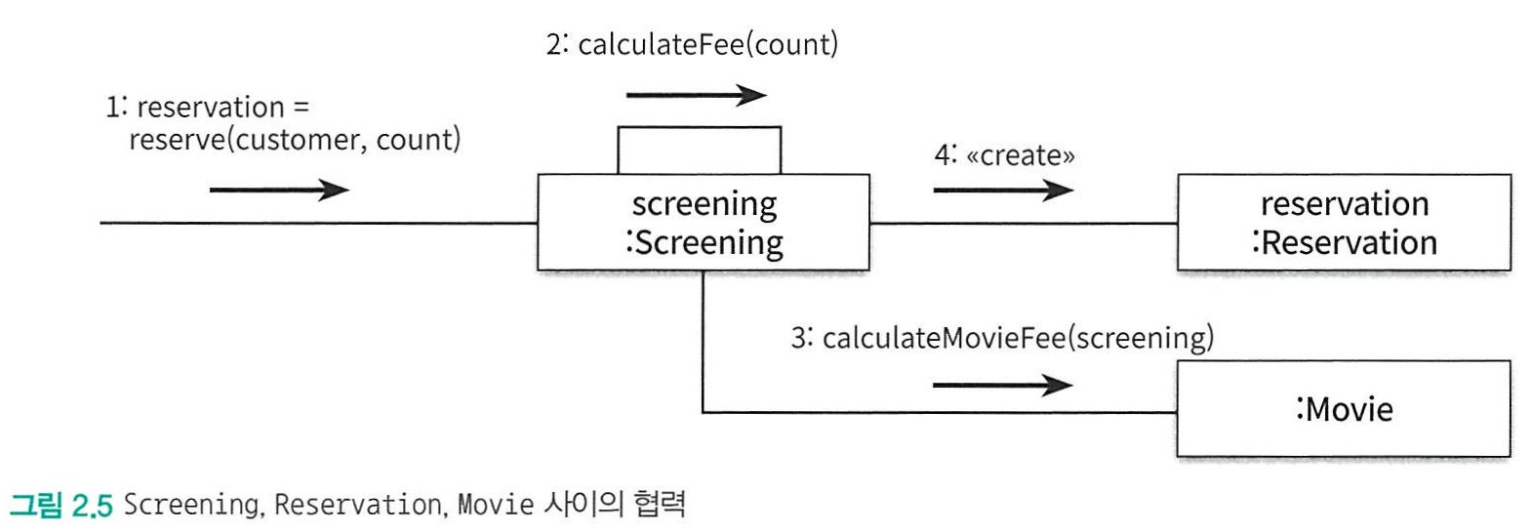 2: calculateFee(count)
1: reservation =
reserve(customer, count)
4: «create»
screening
:Screening
reservation
:Reservation
3: calculateMovieFee(screening)
:Movie
그림 2.5 Screening, Reservation, Movie 사이의 협력